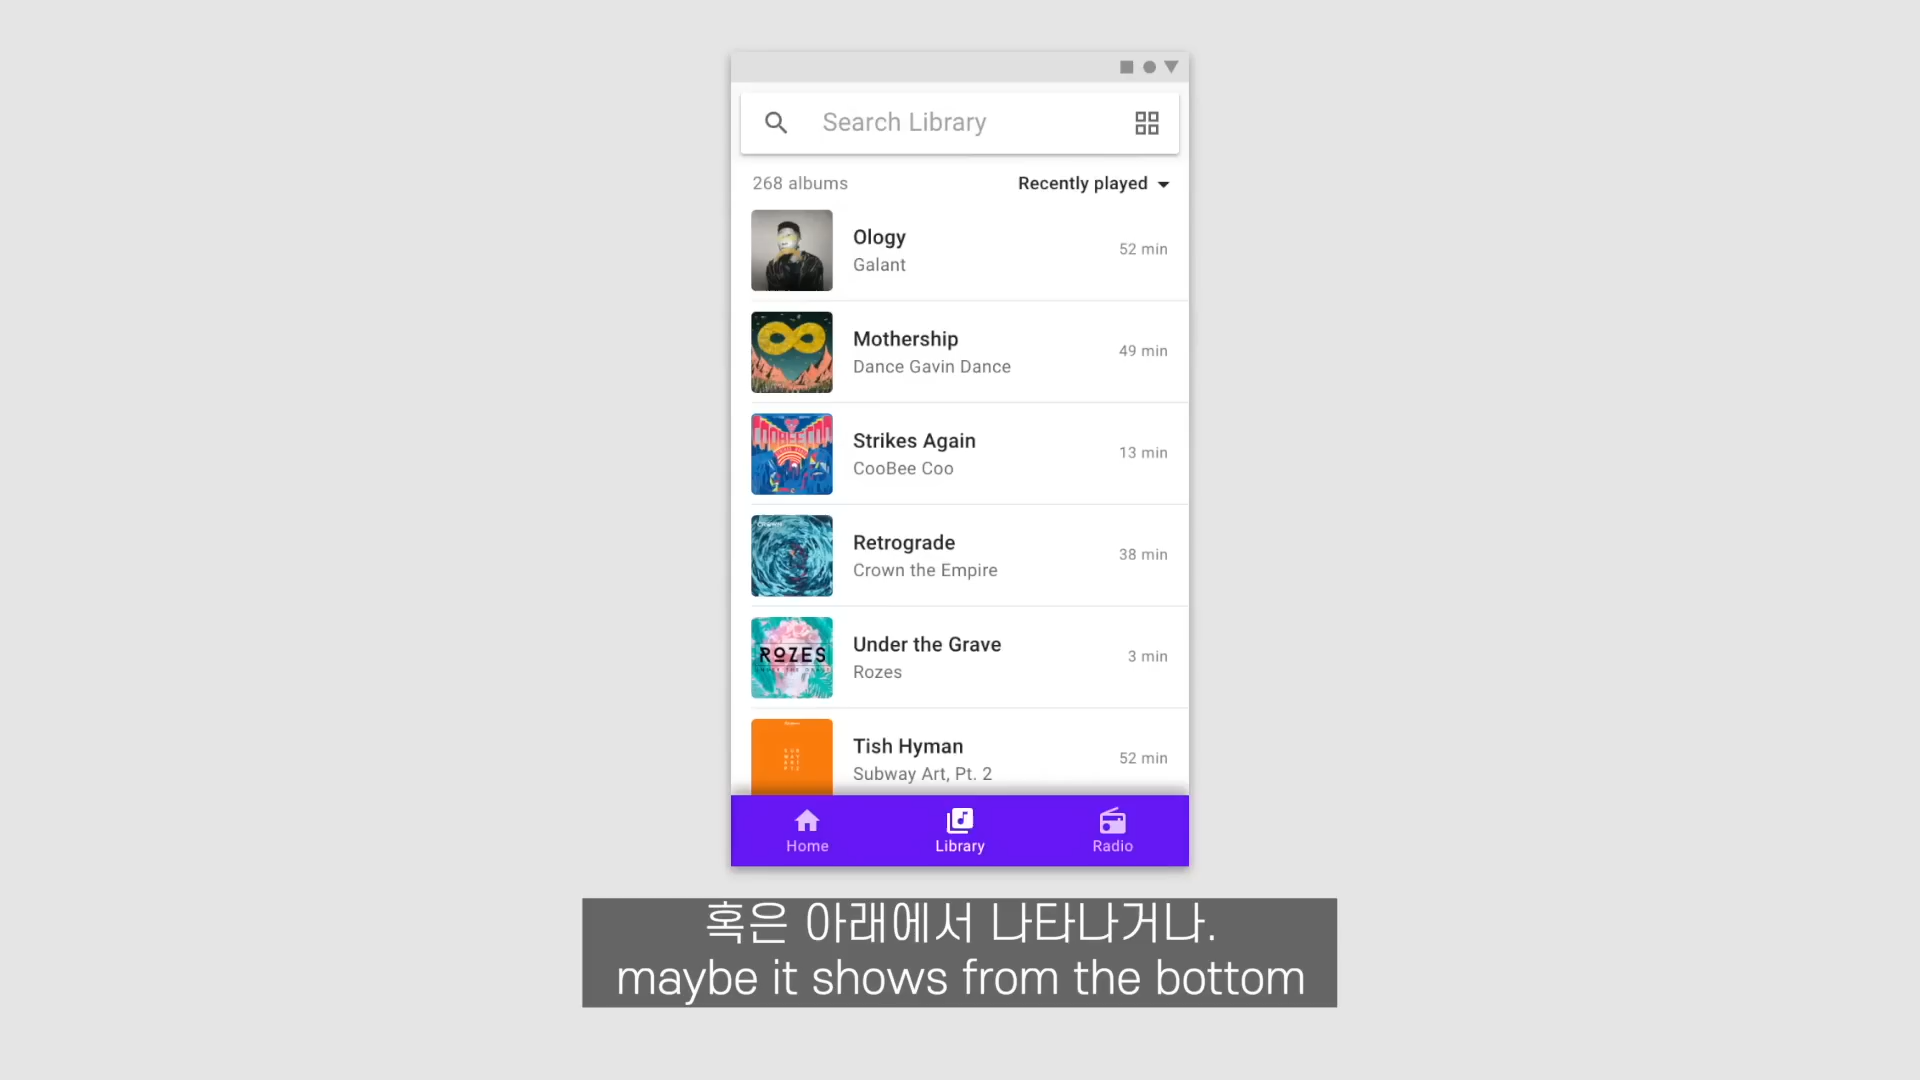 Search Library
268 albums
Recently played
Ology
Galant
52 min
Mothership
Dance Gavin Dance
49 min
Strikes Again
CooBee Coo
13 min
Retrograde
Crown the Empire
38 min
ROZES
Under the Grave
Rozes
3 min
Tish Hyman
Subway Art, Pt. 2
52 min
Home
Library
Radio
혹은 아래에서 나타나거나.
maybe it shows from the bottom